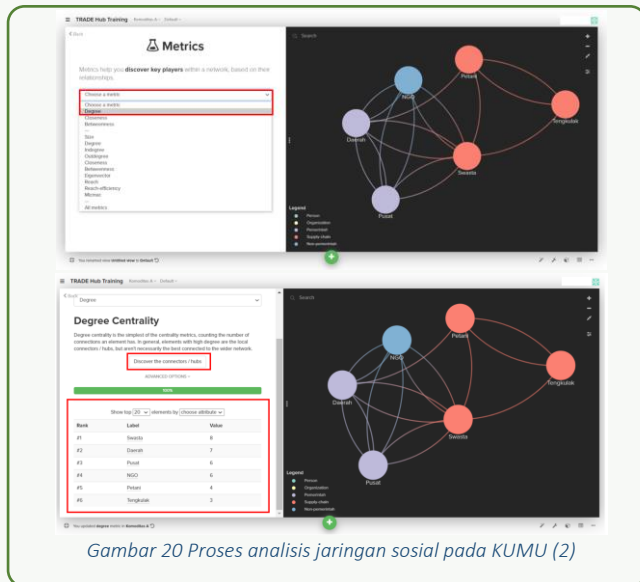 TRADE Hub Training
Default
Metrics
Metrics help you discover key players within a network, based on their
relationships.
Choose a metric
Choose a metric
Degree
Closeness
Betweenness
—
Size
Degree
Indegree
Outdegree
Closeness
Betweenness
Eigenvector
Reach
Reach-efficiency
—
All metrics
Search
Petani
NGO
Tengkulak
Daerah
Swasta
Pusat
Legend
Person
Organization
Pemerintah
Supply chain
Non pemerintah
TRADE Hub Training
Default
Degree
Degree Centrality
Degree centrality is the simplest of the centrality metrics, counting the number of
connections an element has. In general, elements with high degree are the local
connectors / hubs, but aren't necessarily the best connected to the wider network.
Discover the connectors / hubs
ADVANCED OPTIONS
100%
Show top 20 elements by choose attribute
Rank Label Value
#1 Swasta 8
#2 Daerah 7
#3 Pusat 6
#4 NGO 6
#5 Petani 4
#6 Tengkulak 3
Search
Petani
NGO
Tengkulak
Daerah
Swasta
Pusat
Legend
Person
Organization
Pemerintah
Supply chain
Non pemerintah
Gambar 20 Proses analisis jaringan sosial pada KUMU (2)